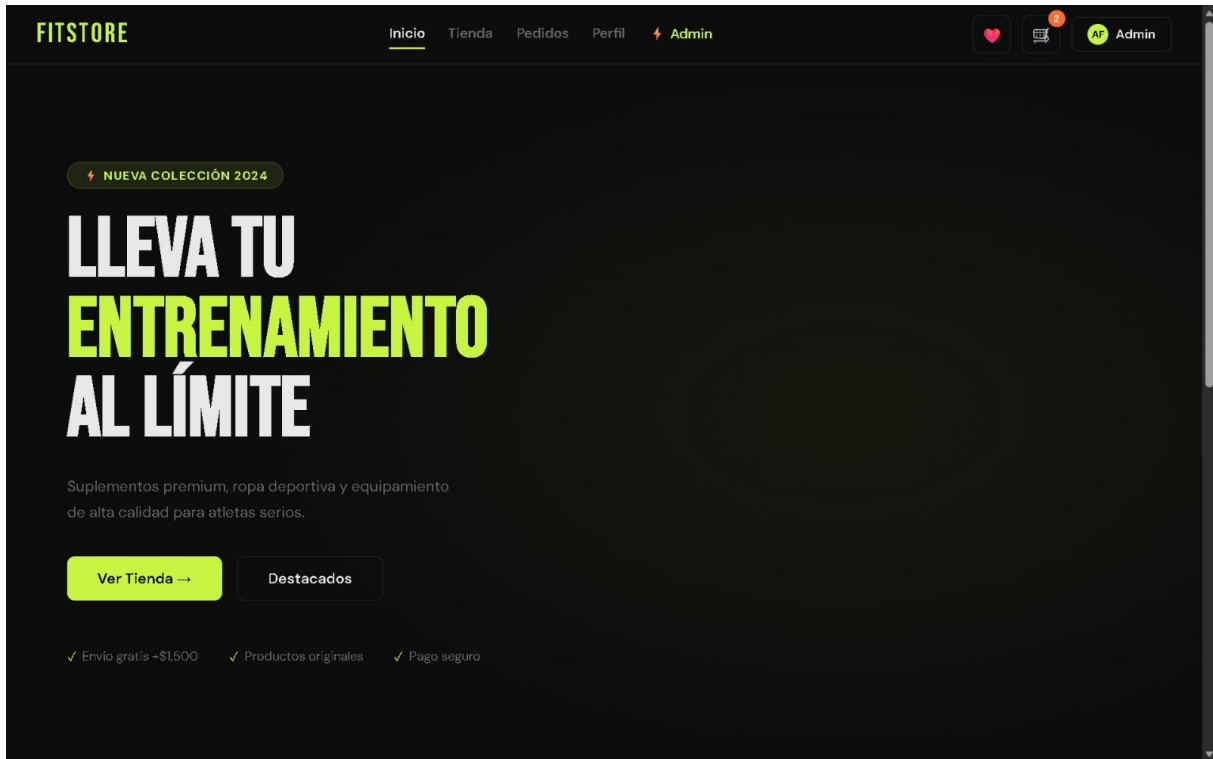 FITSTORE
Inicio Tienda Pedidos Perfil Admin
2
AF Admin
NUEVA COLECCIÓN 2024
LLEVA TU
ENTRENAMIENTO
AL LÍMITE
Suplementos premium, ropa deportiva y equipamiento
de alta calidad para atletas serios.
Ver Tienda →
Destacados
✓ Envío gratis +$1,500 ✓ Productos originales ✓ Pago seguro